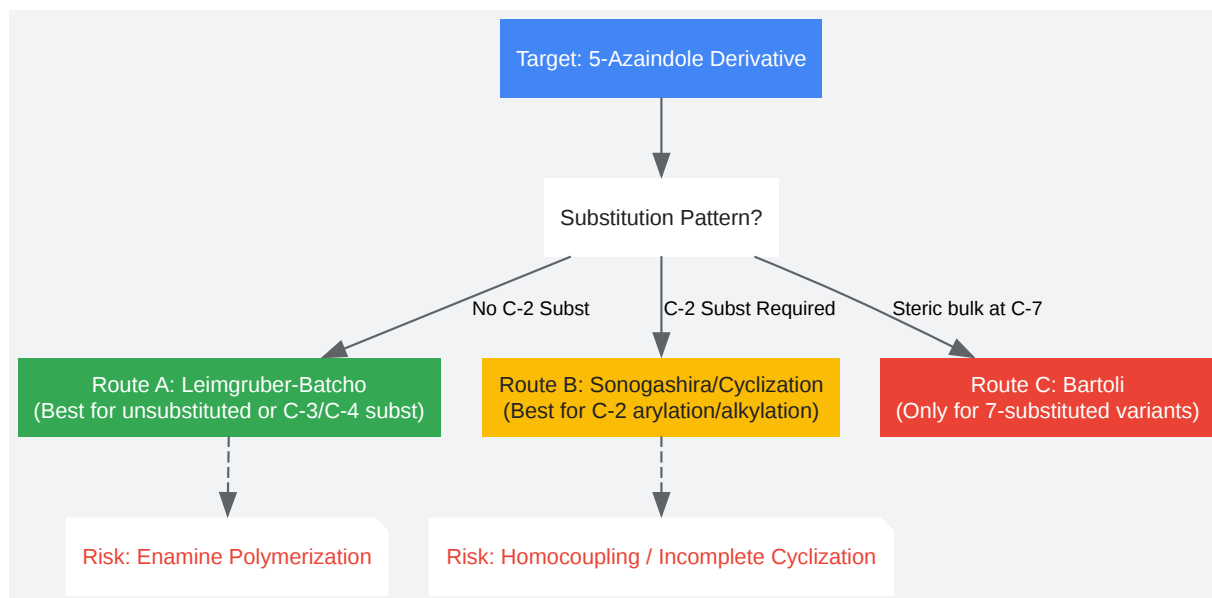 Target: 5-Azaindole Derivative
Substitution Pattern?
No C-2 Subst
C-2 Subst Required
Steric bulk at C-7
Route A: Leimgruber-Batcho
(Best for unsubstituted or C-3/C-4 subst)
Route B: Sonogashira/Cyclization
(Best for C-2 arylation/alkylation)
Route C: Bartoli
(Only for 7-substituted variants)
Risk: Enamine Polymerization
Risk: Homocoupling / Incomplete Cyclization